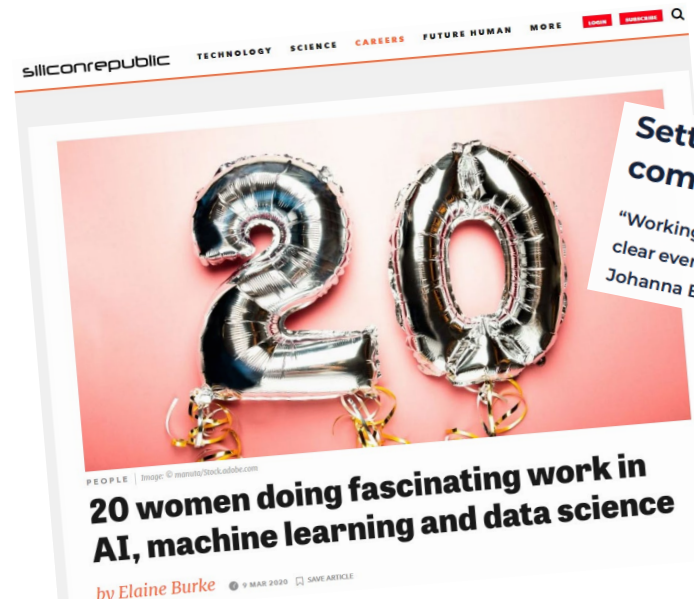 siliconrepublic
TECHNOLOGY SCIENCE CAREERS FUTURE HUMAN MORE LOGIN SUBSCRIBE
20
Sett
com
“Working
clear ever
Johanna B
PEOPLE | Image: © manuta/Stock.adobe.com
20 women doing fascinating work in
AI, machine learning and data science
by Elaine Burke 9 MAR 2020 SAVE ARTICLE